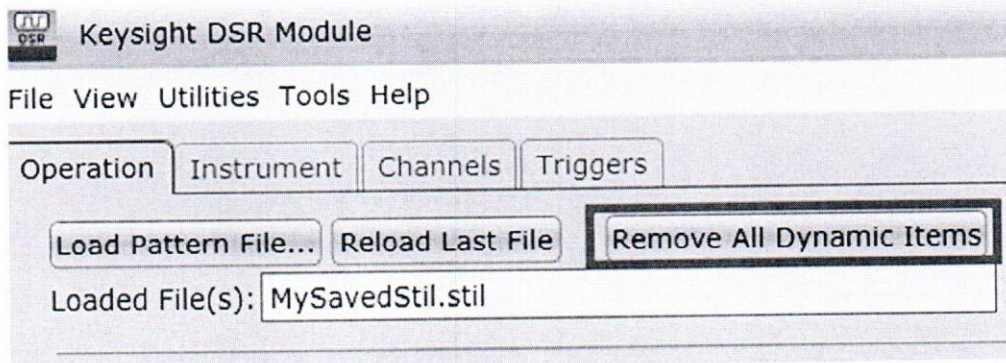 DSR Keysight DSR Module
File View Utilities Tools Help
Operation Instrument Channels Triggers
Load Pattern File... Reload Last File Remove All Dynamic Items
Loaded File(s): MySavedStil.stil